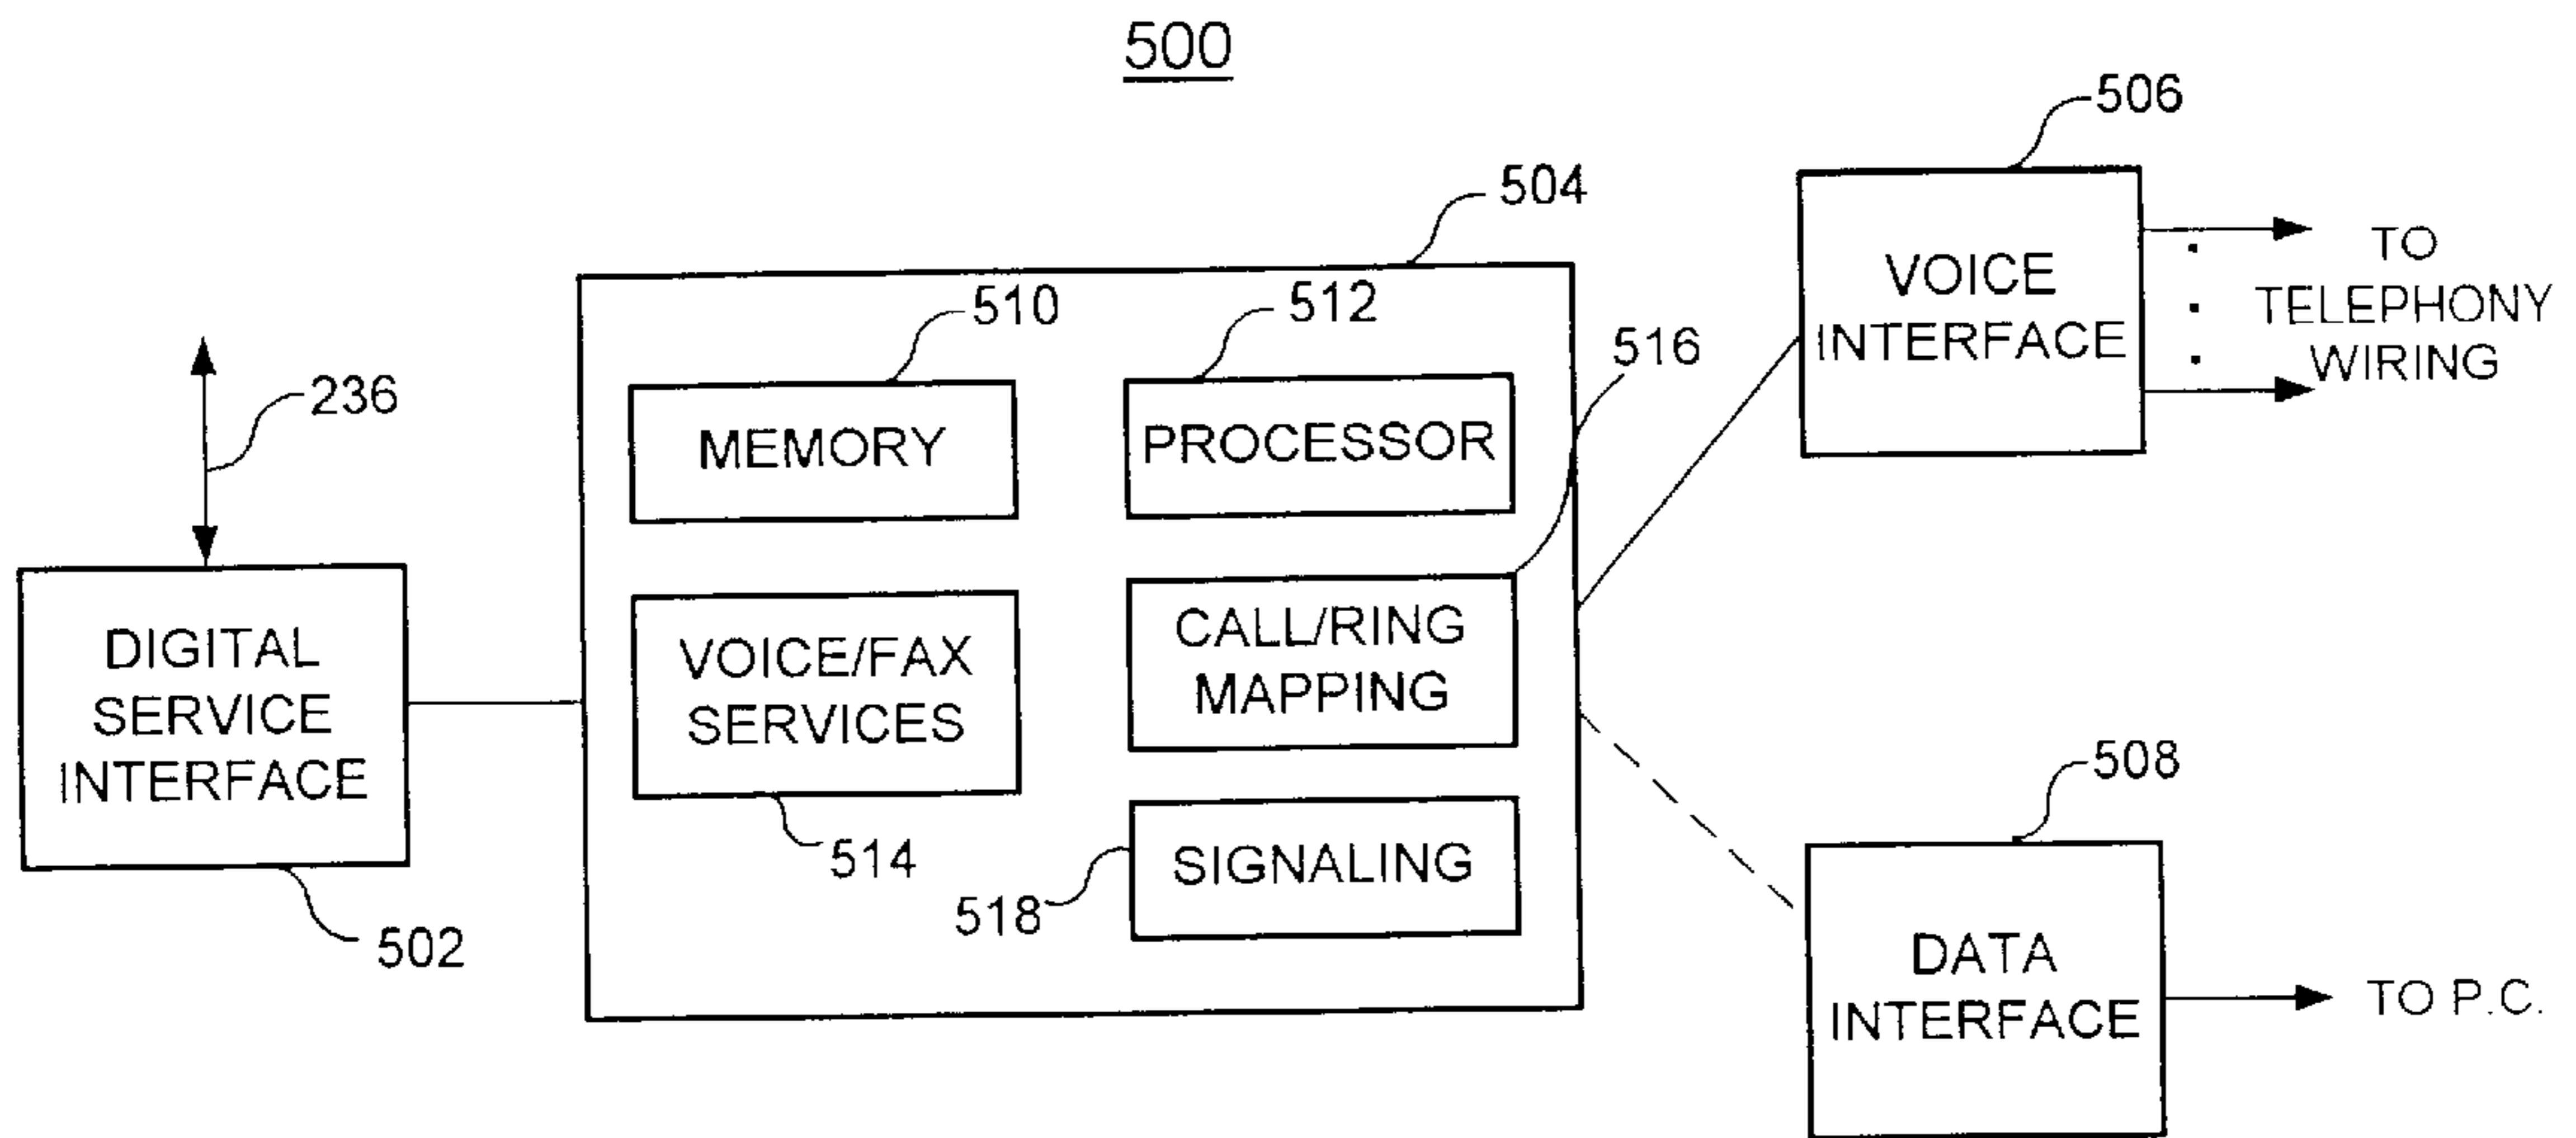 500
506
504
510
512
516
236
VOICE
INTERFACE
TO
TELEPHONY
WIRING
MEMORY
PROCESSOR
DIGITAL
SERVICE
INTERFACE
VOICE/FAX
SERVICES
CALL/RING
MAPPING
514
518
SIGNALING
502
508
DATA
INTERFACE
TO P.C.